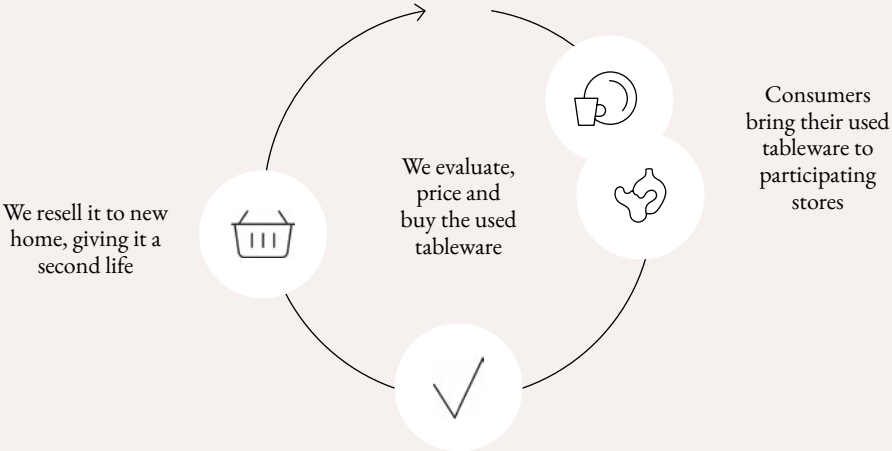 Consumers
bring their used
tableware to
participating
stores
We evaluate,
price and
buy the used
tableware
We resell it to new
home, giving it a
second life